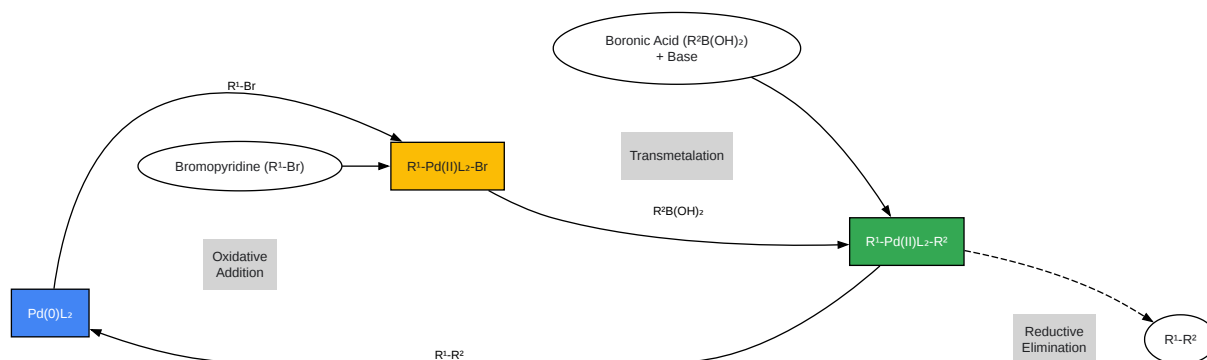 Boronic Acid (R²B(OH)₂)
+ Base
R¹-Br
Bromopyridine (R¹-Br)
R¹-Pd(II)L₂-Br
Transmetalation
R²B(OH)₂
R¹-Pd(II)L₂-R²
Oxidative
Addition
Pd(0)L₂
Reductive
Elimination
R¹-R²
R¹-R²